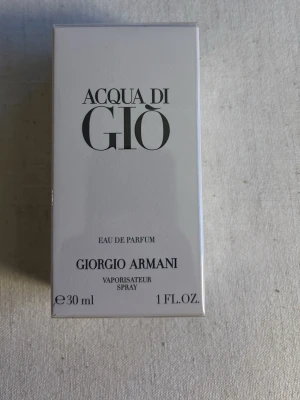 ACQUA DI
GIÒ
EAU DE PARFUM
GIORGIO ARMANI
VAPORISATEUR
SPRAY
℮30 ml 1 FL.OZ.